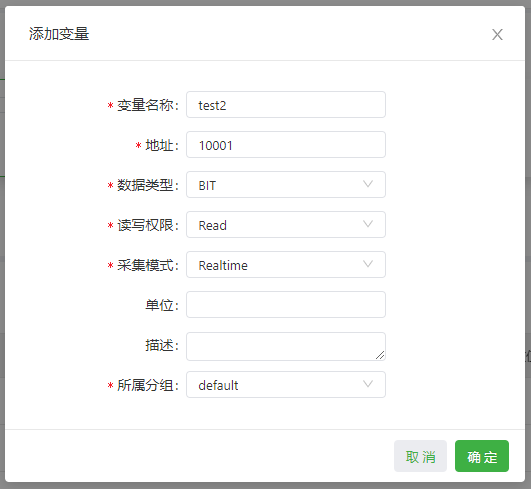 添加变量
* 变量名称: test2
* 地址: 10001
* 数据类型: BIT
* 读写权限: Read
* 采集模式: Realtime
单位:
描述:
* 所属分组: default
取消 确定